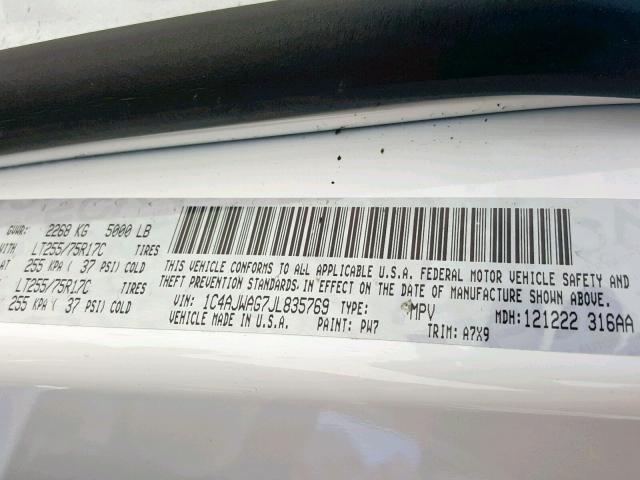 GVWR: 2268 KG 5000 LB
WITH LT255/75R17C TIRES
AT 255 KPA ( 37 PSI) COLD
LT255/75R17C TIRES
255 KPA ( 37 PSI) COLD
THIS VEHICLE CONFORMS TO ALL APPLICABLE U.S.A. FEDERAL MOTOR VEHICLE SAFETY AND
THEFT PREVENTION STANDARDS IN EFFECT ON THE DATE OF MANUFACTURE SHOWN ABOVE.
VIN: 1C4AJWAG7JL835769 TYPE: MPV MDH: 121222 316AA
VEHICLE MADE IN U.S.A. PAINT: PW7 TRIM: A7X9